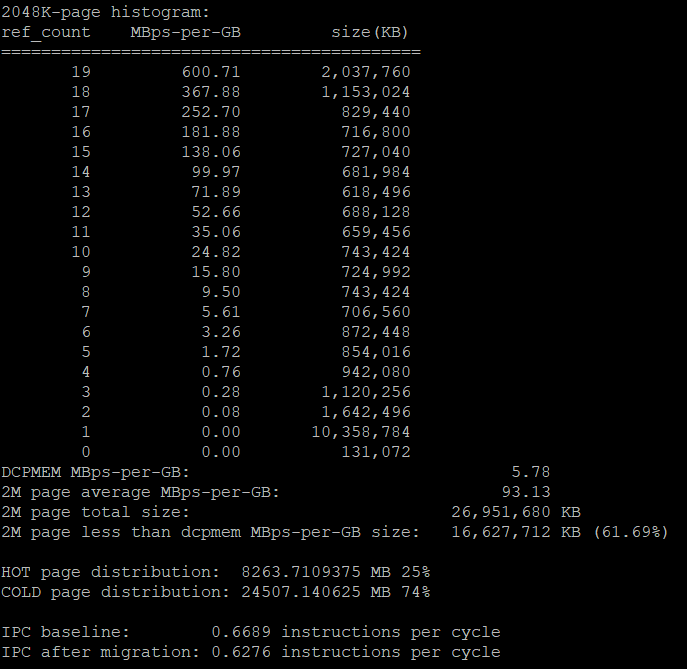 2048K-page histogram:
ref_count    MBps-per-GB         size(KB)
==========================================
       19         600.71        2,037,760
       18         367.88        1,153,024
       17         252.70          829,440
       16         181.88          716,800
       15         138.06          727,040
       14          99.97          681,984
       13          71.89          618,496
       12          52.66          688,128
       11          35.06          659,456
       10          24.82          743,424
        9          15.80          724,992
        8           9.50          743,424
        7           5.61          706,560
        6           3.26          872,448
        5           1.72          854,016
        4           0.76          942,080
        3           0.28        1,120,256
        2           0.08        1,642,496
        1           0.00       10,358,784
        0           0.00          131,072
DCPMEM MBps-per-GB:                                5.78
2M page average MBps-per-GB:                      93.13
2M page total size:                          26,951,680 KB
2M page less than dcpmem MBps-per-GB size:   16,627,712 KB (61.69%)

HOT page distribution:  8263.7109375 MB 25%
COLD page distribution: 24507.140625 MB 74%

IPC baseline:        0.6689 instructions per cycle
IPC after migration: 0.6276 instructions per cycle